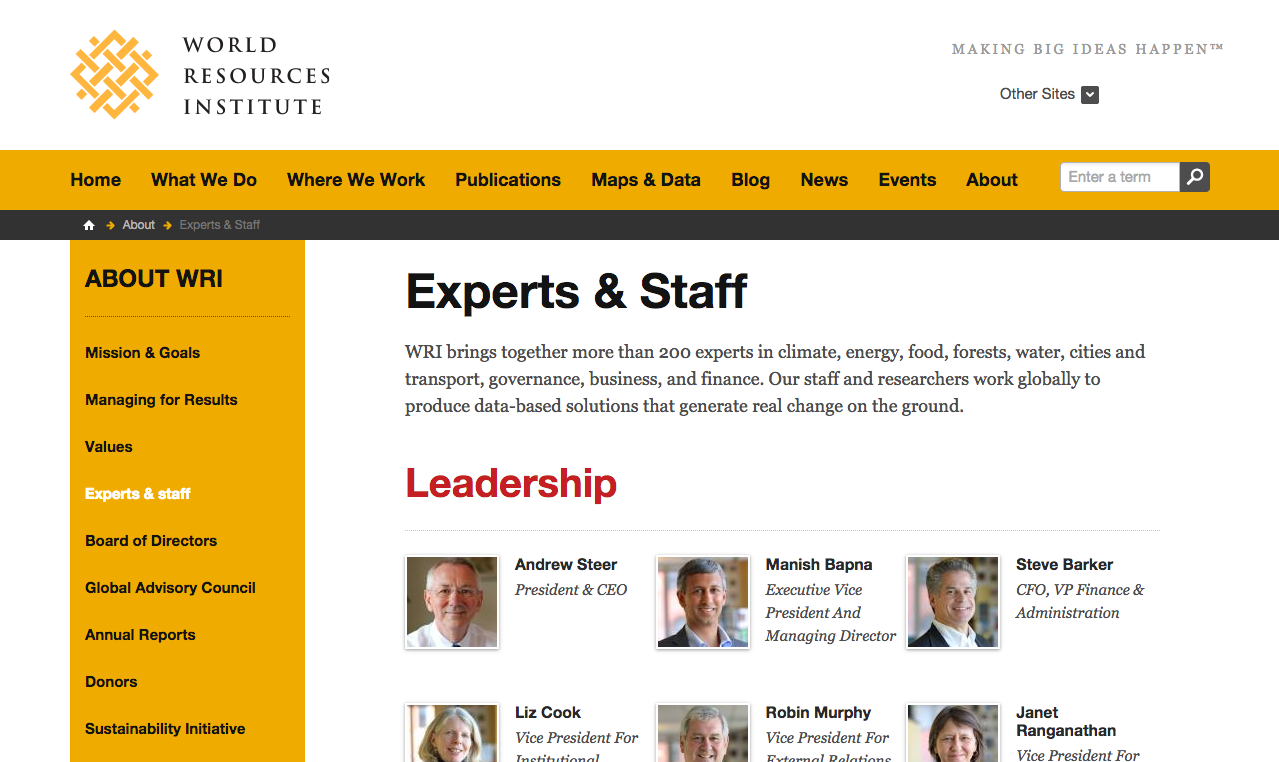 WORLD
RESOURCES
INSTITUTE
MAKING BIG IDEAS HAPPEN™
Other Sites
Home What We Do Where We Work Publications Maps & Data Blog News Events About Enter a term
About Experts & Staff
ABOUT WRI
Mission & Goals
Managing for Results
Values
Experts & staff
Board of Directors
Global Advisory Council
Annual Reports
Donors
Sustainability Initiative
Experts & Staff
WRI brings together more than 200 experts in climate, energy, food, forests, water, cities and
transport, governance, business, and finance. Our staff and researchers work globally to
produce data-based solutions that generate real change on the ground.
Leadership
Andrew Steer
President & CEO
Manish Bapna
Executive Vice
President And
Managing Director
Steve Barker
CFO, VP Finance &
Administration
Liz Cook
Vice President For
Institutional
Robin Murphy
Vice President For
External Relations
Janet
Ranganathan
Vice President For